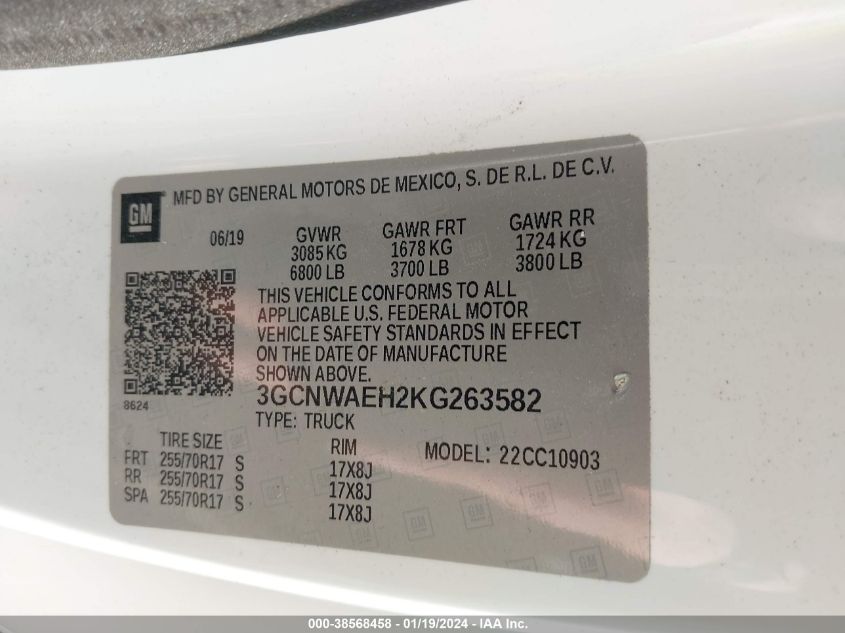 GM MFD BY GENERAL MOTORS DE MEXICO, S. DE R.L. DE C.V.
06/19 GVWR GAWR FRT GAWR RR
3085 KG 1678 KG 1724 KG
6800 LB 3700 LB 3800 LB
THIS VEHICLE CONFORMS TO ALL
APPLICABLE U.S. FEDERAL MOTOR
VEHICLE SAFETY STANDARDS IN EFFECT
ON THE DATE OF MANUFACTURE
SHOWN ABOVE.
8624
3GCNWAEH2KG263582
TYPE: TRUCK
TIRE SIZE RIM MODEL: 22CC10903
FRT 255/70R17 S 17X8J
RR 255/70R17 S 17X8J
SPA 255/70R17 S 17X8J
000-38568458 - 01/19/2024 - IAA Inc.